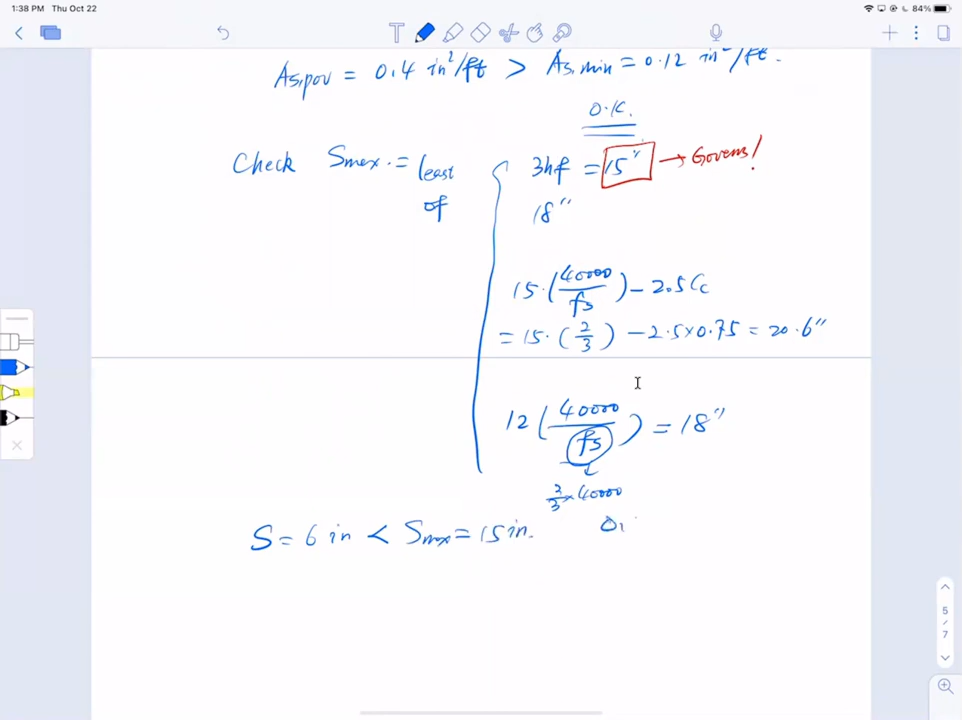 1:38 PM Thu Oct 22
84%
As,pov = 0.4 in²/ft > As,min = 0.12 in²/ft.
O.K.
Check Smax. = least of
3hf = 15" → Govens!
18"
15·(40000/fs) - 2.5Cc
= 15·(2/3) - 2.5×0.75 = 20.6"
12(40000/fs) = 18"
2/3×40000
S = 6 in < Smax = 15 in.
5
/
7